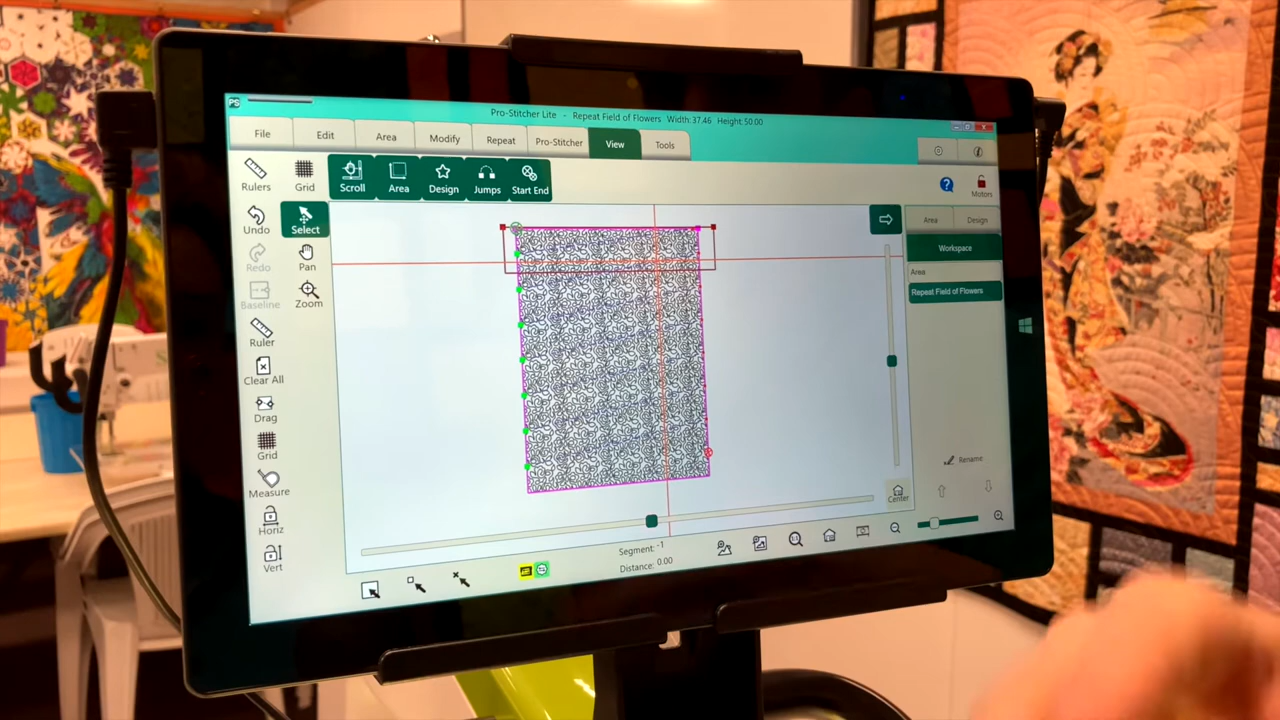 PS
Pro-Stitcher Lite - Repeat Field of Flowers Width:37.46 Height:50.00
File Edit Area Modify Repeat Pro-Stitcher View Tools
Rulers Grid Scroll Area Design Jumps Start End Motors
Undo Select Area Design
Redo Pan Workspace
Baseline Zoom Area
Ruler Repeat Field of Flowers
Clear All
Drag
Grid
Measure Rename
Horiz Center
Vert
Segment: -1
Distance: 0.00
1:1